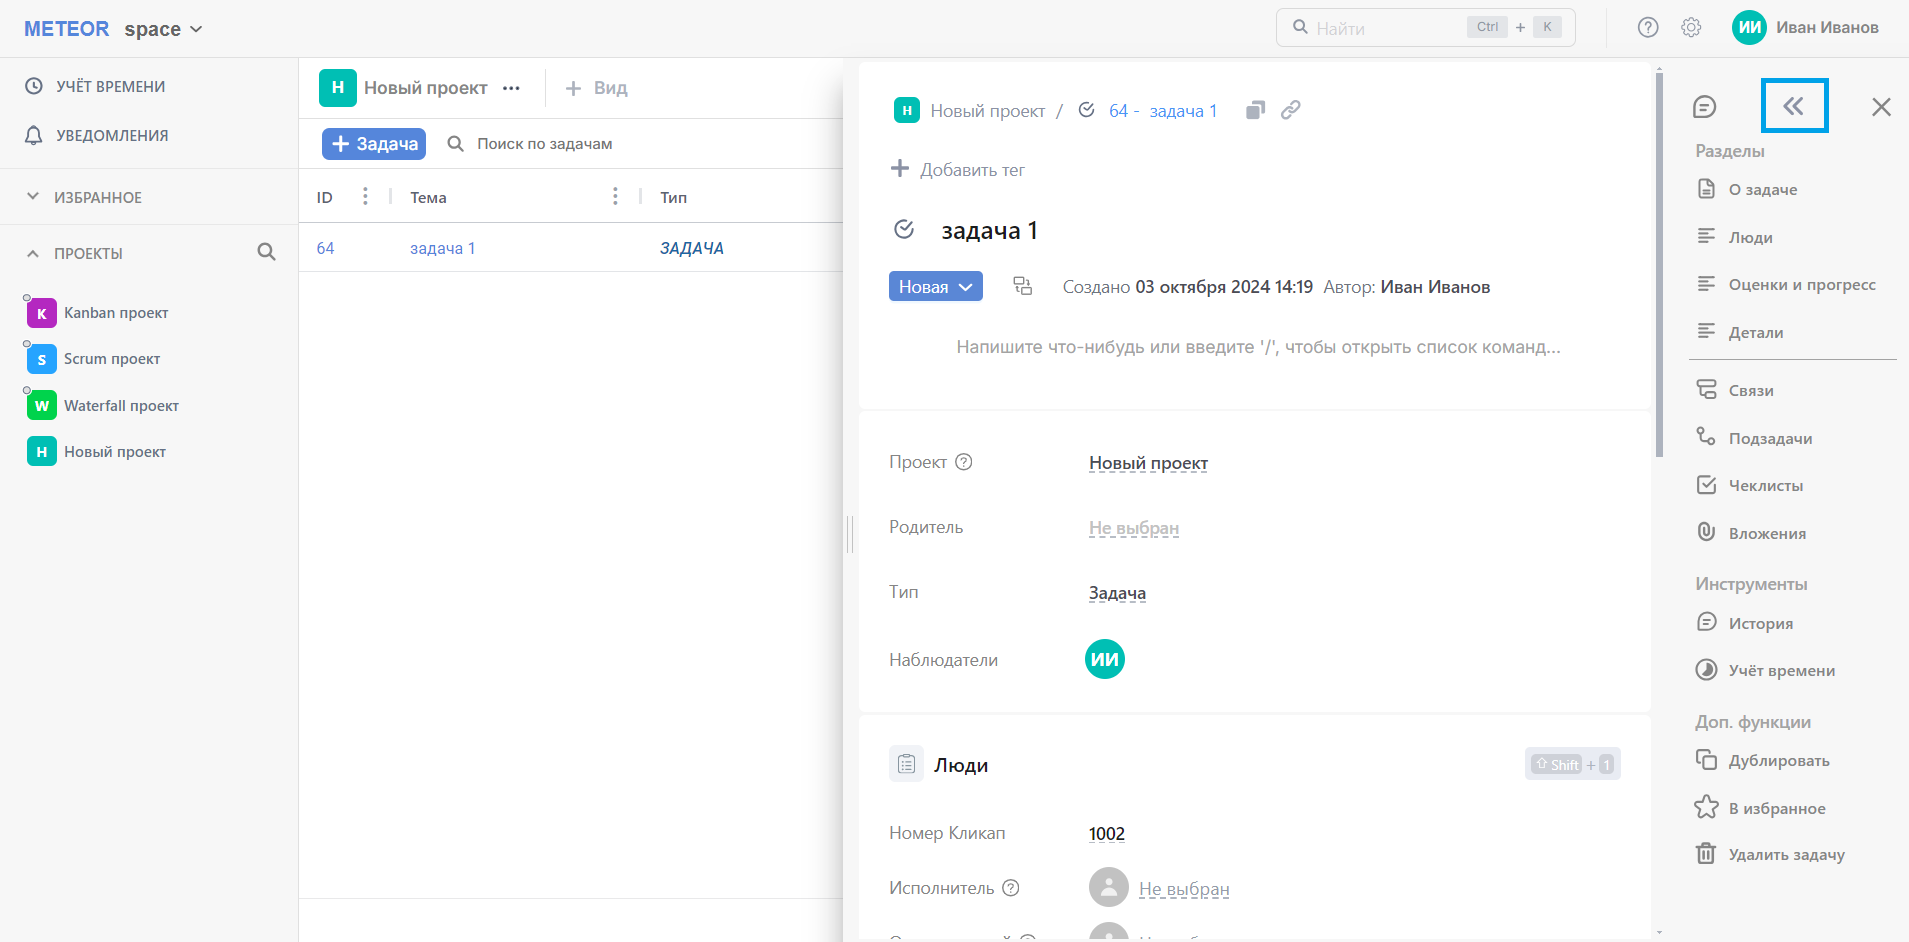 METEOR space
Найти Ctrl + K
ИИ Иван Иванов
УЧЁТ ВРЕМЕНИ
УВЕДОМЛЕНИЯ
ИЗБРАННОЕ
ПРОЕКТЫ
K Kanban проект
S Scrum проект
W Waterfall проект
Н Новый проект
Н Новый проект ... + Вид
+ Задача Поиск по задачам
ID Тема Тип
64 задача 1 ЗАДАЧА
Н Новый проект / 64 - задача 1
+ Добавить тег
задача 1
Новая Создано 03 октября 2024 14:19 Автор: Иван Иванов
Напишите что-нибудь или введите '/', чтобы открыть список команд...
Проект ? Новый проект
Родитель Не выбран
Тип Задача
Наблюдатели ИИ
Люди Shift + 1
Номер Кликап 1002
Исполнитель ? Не выбран
Разделы
О задаче
Люди
Оценки и прогресс
Детали
Связи
Подзадачи
Чеклисты
Вложения
Инструменты
История
Учёт времени
Доп. функции
Дублировать
В избранное
Удалить задачу